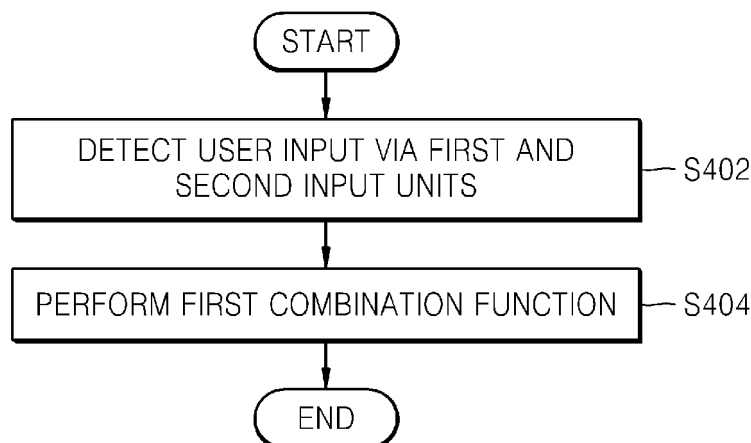 START
DETECT USER INPUT VIA FIRST AND
SECOND INPUT UNITS
S402
PERFORM FIRST COMBINATION FUNCTION
S404
END